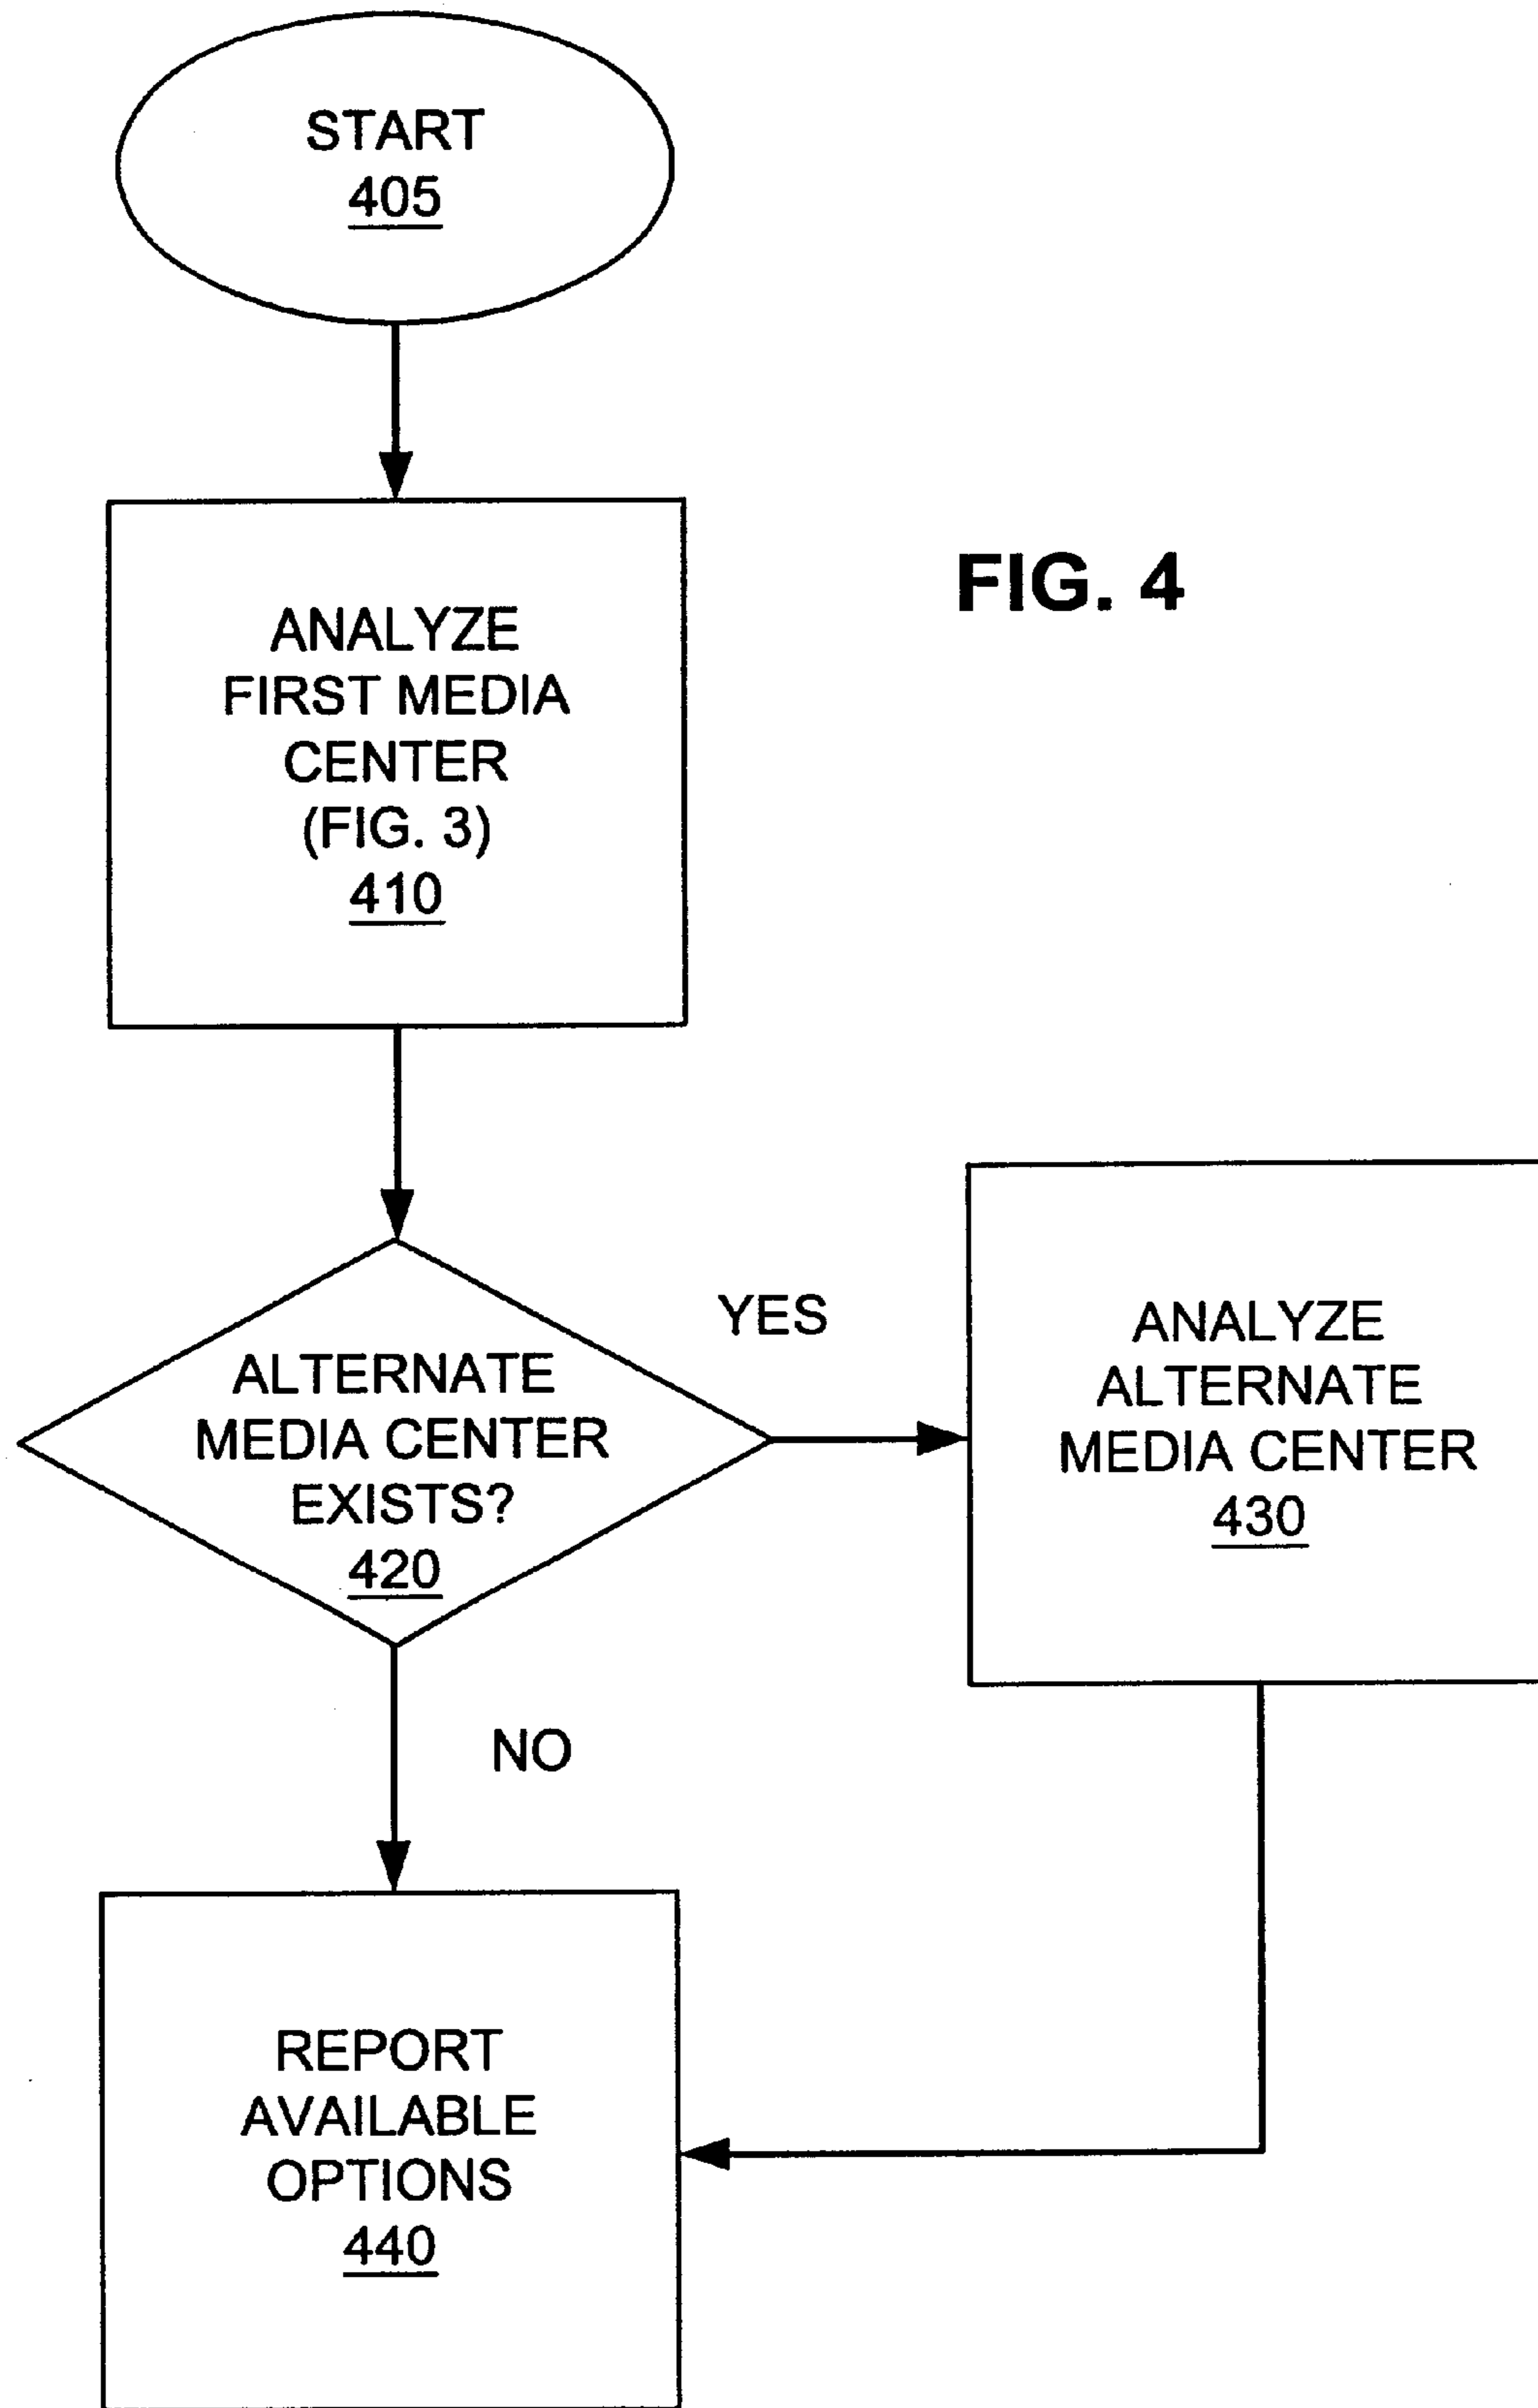 START
405
ANALYZE
FIRST MEDIA
CENTER
(FIG. 3)
410
FIG. 4
ALTERNATE
MEDIA CENTER
EXISTS?
420
YES
ANALYZE
ALTERNATE
MEDIA CENTER
430
NO
REPORT
AVAILABLE
OPTIONS
440